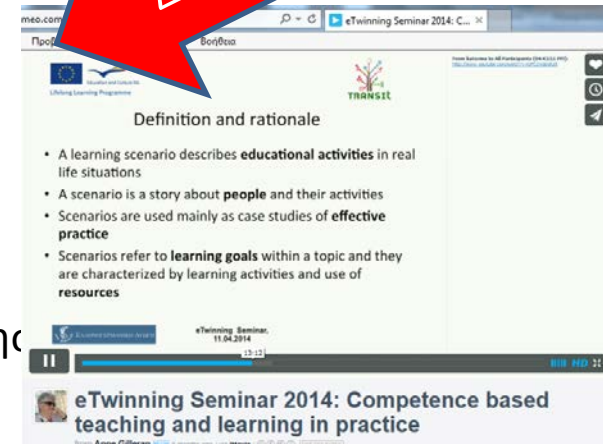 meo.com
eTwinning Seminar 2014: C...
Βοήθεια
Lifelong Learning Programme
TRANSIt
Definition and rationale
• A learning scenario describes educational activities in real
life situations
• A scenario is a story about people and their activities
• Scenarios are used mainly as case studies of effective
practice
• Scenarios refer to learning goals within a topic and they
are characterized by learning activities and use of
resources
eTwinning Seminar,
11.04.2014
13:12
HD
eTwinning Seminar 2014: Competence based
teaching and learning in practice
from Anne Gilleran